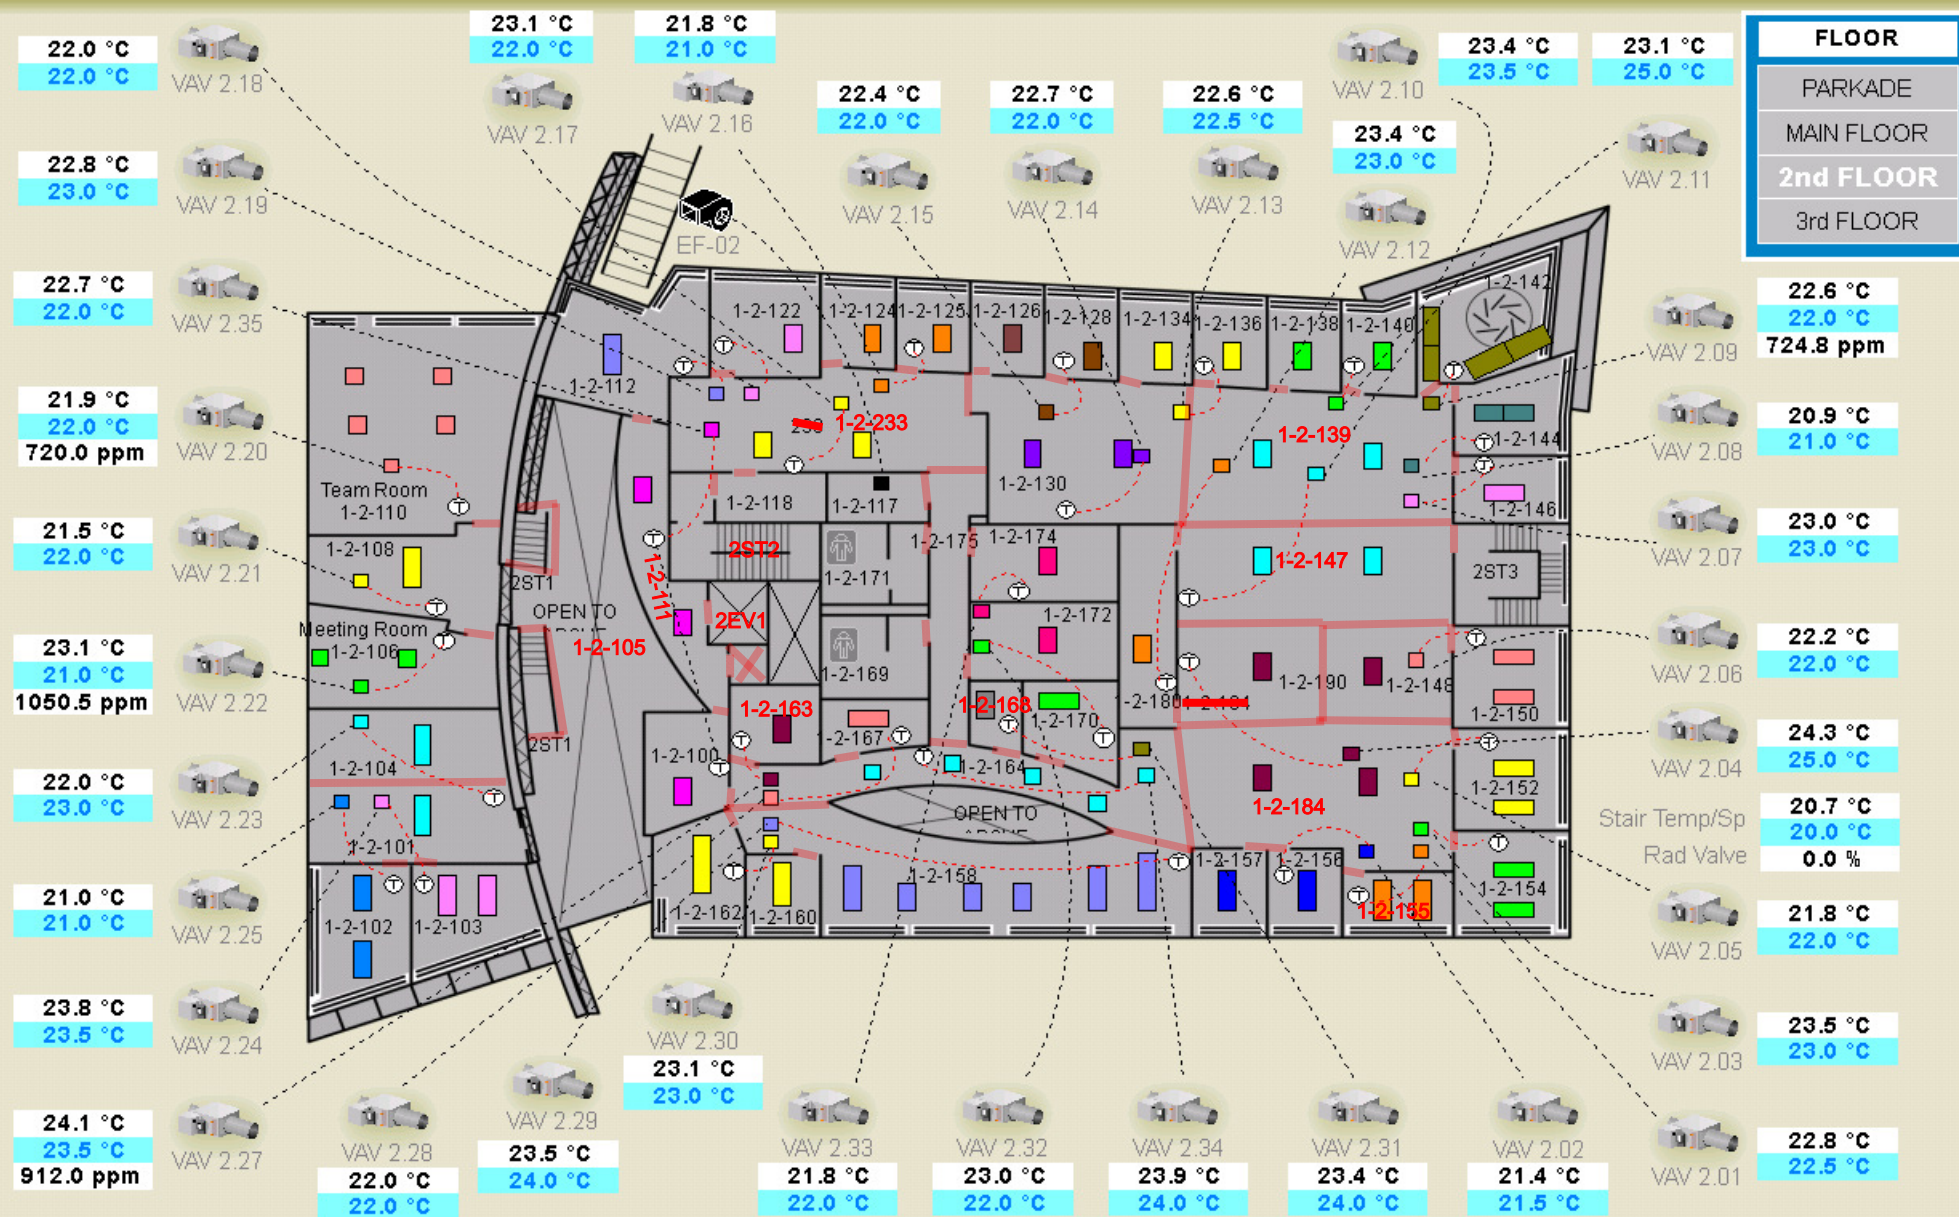 22.0 °C
22.0 °C
VAV 2.18
23.1 °C
22.0 °C
VAV 2.17
21.8 °C
21.0 °C
VAV 2.16
22.4 °C
22.0 °C
VAV 2.15
22.7 °C
22.0 °C
VAV 2.14
22.6 °C
22.5 °C
VAV 2.13
VAV 2.10
23.4 °C
23.5 °C
23.1 °C
25.0 °C
VAV 2.11
23.4 °C
23.0 °C
VAV 2.12
FLOOR
PARKADE
MAIN FLOOR
2nd FLOOR
3rd FLOOR
22.8 °C
23.0 °C
VAV 2.19
EF-02
22.7 °C
22.0 °C
VAV 2.35
21.9 °C
22.0 °C
720.0 ppm
VAV 2.20
21.5 °C
22.0 °C
VAV 2.21
23.1 °C
21.0 °C
1050.5 ppm
VAV 2.22
22.0 °C
23.0 °C
VAV 2.23
21.0 °C
21.0 °C
VAV 2.25
23.8 °C
23.5 °C
VAV 2.24
24.1 °C
23.5 °C
912.0 ppm
VAV 2.27
1-2-112
1-2-122
1-2-124
1-2-125
1-2-126
1-2-128
1-2-134
1-2-136
1-2-138
1-2-140
1-2-142
1-2-233
1-2-139
1-2-144
1-2-146
Team Room
1-2-110
1-2-118
1-2-117
1-2-130
1-2-108
2ST1
2ST2
1-2-171
1-2-175
1-2-174
1-2-147
2ST3
1-2-111
OPEN TO
1-2-105
2EV1
1-2-172
Meeting Room
1-2-106
1-2-169
1-2-190
1-2-148
1-2-150
1-2-163
1-2-168
1-2-170
-2-180
2ST1
1-2-100
1-2-167
1-2-164
1-2-104
1-2-101
OPEN TO
1-2-184
1-2-152
1-2-102
1-2-103
1-2-162
1-2-160
1-2-158
1-2-157
1-2-156
1-2-155
1-2-154
22.6 °C
22.0 °C
724.8 ppm
VAV 2.09
20.9 °C
21.0 °C
VAV 2.08
23.0 °C
23.0 °C
VAV 2.07
22.2 °C
22.0 °C
VAV 2.06
24.3 °C
25.0 °C
VAV 2.04
Stair Temp/Sp
Rad Valve
20.7 °C
20.0 °C
0.0 %
21.8 °C
22.0 °C
VAV 2.05
23.5 °C
23.0 °C
VAV 2.03
22.8 °C
22.5 °C
VAV 2.01
VAV 2.28
22.0 °C
22.0 °C
VAV 2.29
23.5 °C
24.0 °C
VAV 2.30
23.1 °C
23.0 °C
VAV 2.33
21.8 °C
22.0 °C
VAV 2.32
23.0 °C
22.0 °C
VAV 2.34
23.9 °C
24.0 °C
VAV 2.31
23.4 °C
24.0 °C
VAV 2.02
21.4 °C
21.5 °C